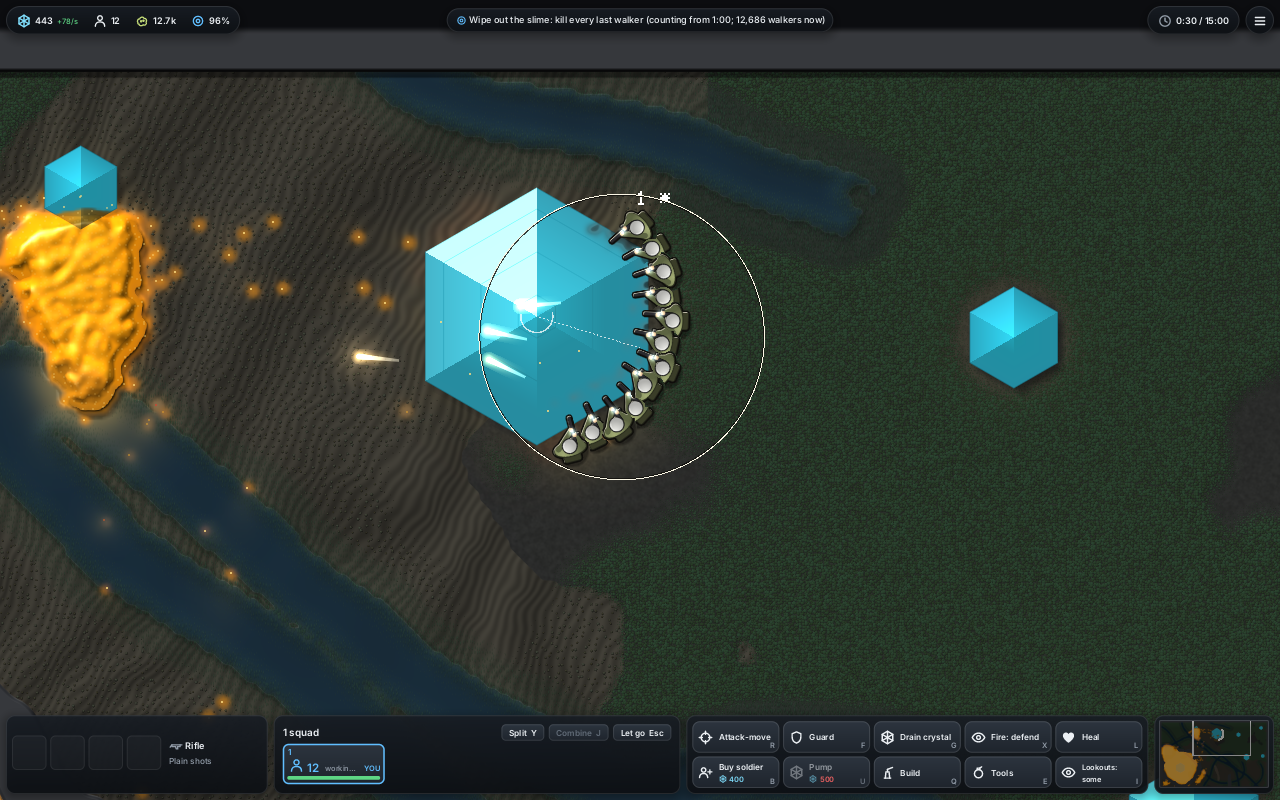 443 +78/s 12 12.7k 96%
Wipe out the slime: kill every last walker (counting from 1:00; 12,686 walkers now)
0:30 / 15:00
1
Rifle
Plain shots
1 squad
Split Y
Combine J
Let go Esc
1
12 workin... YOU
Attack-move R
Guard F
Drain crystal G
Fire: defend X
Heal L
Buy soldier 400 B
Pump 500 U
Build Q
Tools E
Lookouts: some I